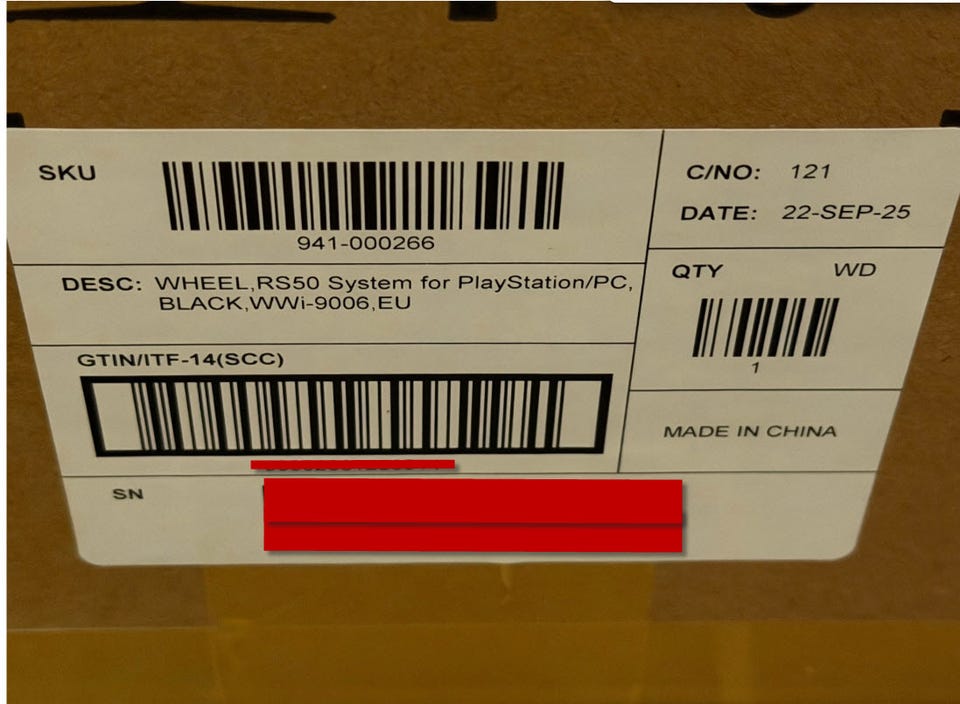 SKU
941-000266
C/NO: 121
DATE: 22-SEP-25
DESC: WHEEL,RS50 System for PlayStation/PC,
BLACK,WWi-9006,EU
QTY WD
1
GTIN/ITF-14(SCC)
MADE IN CHINA
SN